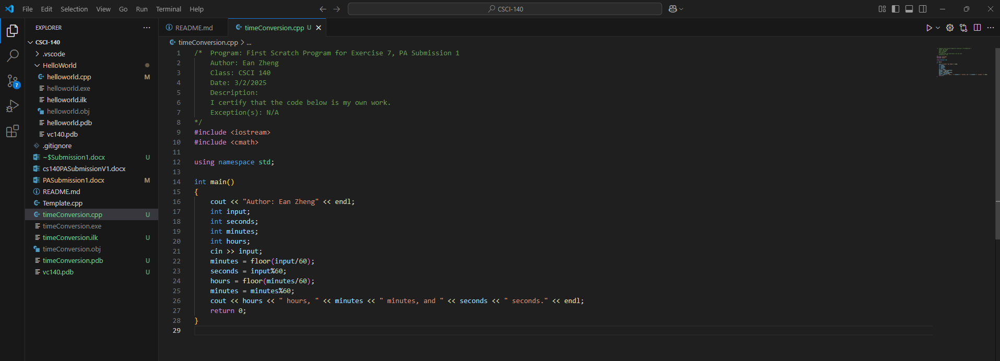 File Edit Selection View Go Run Terminal Help
CSCI-140
EXPLORER
CSCI-140
.vscode
HelloWorld
helloworld.cpp M
helloworld.exe
helloworld.ilk
helloworld.obj
helloworld.pdb
vc140.pdb
.gitignore
~$Submission1.docx U
cs140PASubmissionV1.docx
PASubmission1.docx M
README.md
Template.cpp
timeConversion.cpp U
timeConversion.exe
timeConversion.ilk U
timeConversion.obj
timeConversion.pdb U
vc140.pdb U
7
README.md
timeConversion.cpp U
timeConversion.cpp > ...
1 /*  Program: First Scratch Program for Exercise 7, PA Submission 1
2     Author: Ean Zheng
3     Class: CSCI 140
4     Date: 3/2/2025
5     Description:
6     I certify that the code below is my own work.
7     Exception(s): N/A
8 */
9 #include <iostream>
10 #include <cmath>
11
12 using namespace std;
13
14 int main()
15 {
16     cout << "Author: Ean Zheng" << endl;
17     int input;
18     int seconds;
19     int minutes;
20     int hours;
21     cin >> input;
22     minutes = floor(input/60);
23     seconds = input%60;
24     hours = floor(minutes/60);
25     minutes = minutes%60;
26     cout << hours << " hours, " << minutes << " minutes, and " << seconds << " seconds." << endl;
27     return 0;
28 }
29